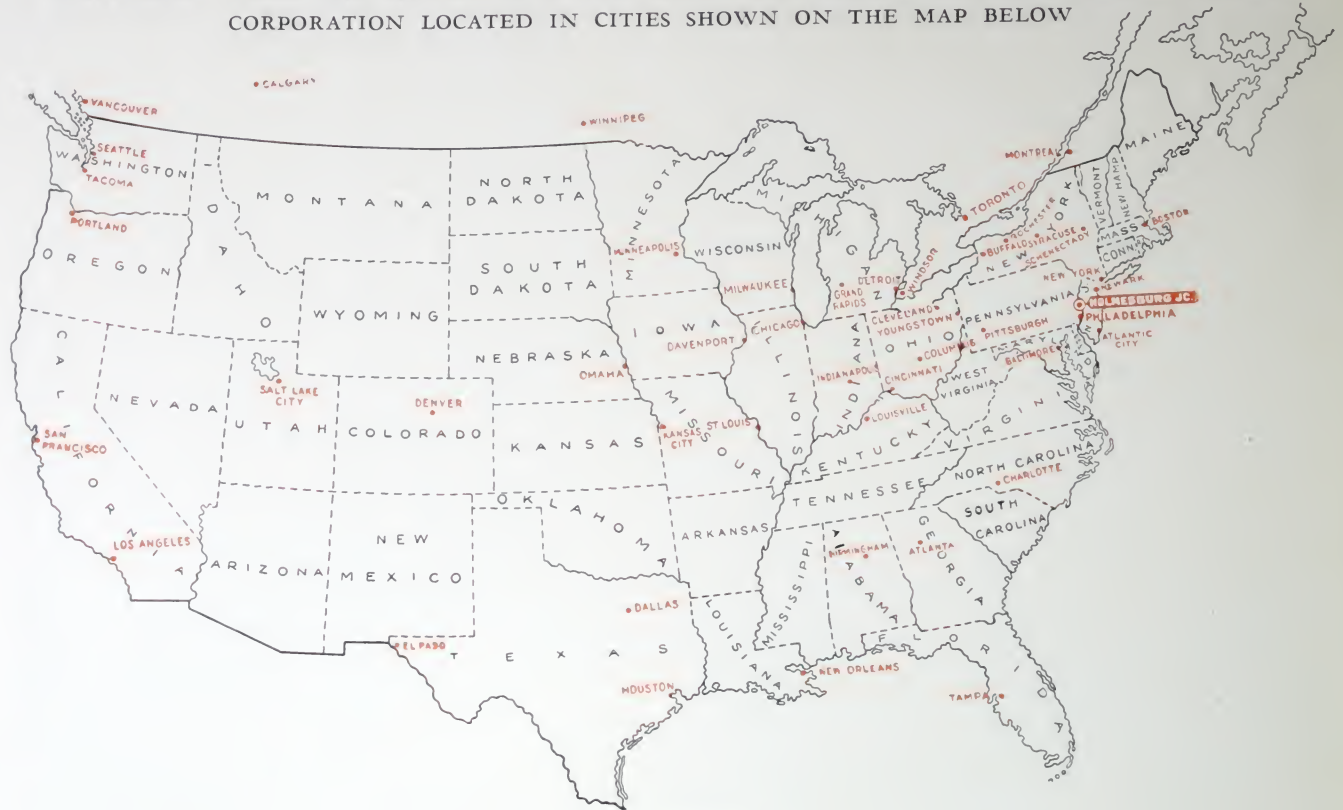 CORPORATION LOCATED IN CITIES SHOWN ON THE MAP BELOW
CALGARY
VANCOUVER
WINNIPEG
SEATTLE
WASHINGTON
TACOMA
PORTLAND
OREGON
IDAHO
MONTANA
NORTH
DAKOTA
MINNESOTA
MICHIGAN
MONTREAL
MAINE
VERMONT
NEW HAMP
TORONTO
ROCHESTER
BUFFALO
SYRACUSE
SCHENECTADY
NEW YORK
MASS
BOSTON
CONN
SOUTH
DAKOTA
MINNEAPOLIS
WISCONSIN
MILWAUKEE
GRAND
RAPIDS
DETROIT
WINDSOR
NEW YORK
NEWARK
HOLMESBURG JC.
PHILADELPHIA
ATLANTIC
CITY
WYOMING
IOWA
CHICAGO
DAVENPORT
CLEVELAND
YOUNGSTOWN
PENNSYLVANIA
PITTSBURGH
NEBRASKA
OMAHA
ILLINOIS
INDIANA
INDIANAPOLIS
OHIO
COLUMBUS
CINCINNATI
WEST
VIRGINIA
BALTIMORE
CALIFORNIA
NEVADA
SALT LAKE
CITY
UTAH
DENVER
COLORADO
KANSAS
KANSAS
CITY
ST LOUIS
MISSOURI
LOUISVILLE
KENTUCKY
VIRGINIA
SAN
FRANCISCO
LOS ANGELES
ARIZONA
NEW
MEXICO
OKLAHOMA
ARKANSAS
TENNESSEE
NORTH CAROLINA
CHARLOTTE
SOUTH
CAROLINA
MISSISSIPPI
BIRMINGHAM
ALABAMA
ATLANTA
GEORGIA
EL PASO
TEXAS
DALLAS
HOUSTON
LOUISIANA
NEW ORLEANS
FLORIDA
TAMPA